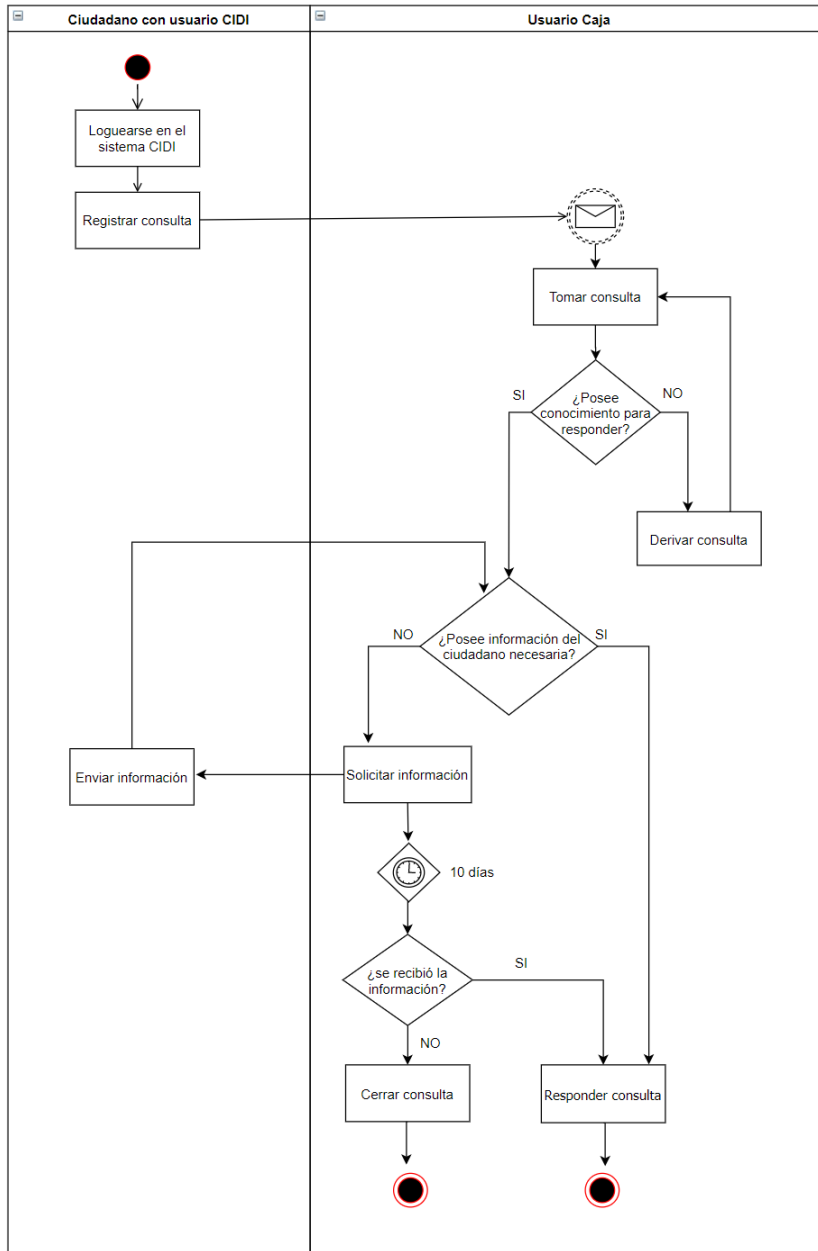 Ciudadano con usuario CIDI
Usuario Caja
Loguearse en el
sistema CIDI
Registrar consulta
Tomar consulta
SI
¿Posee
conocimiento para
responder?
NO
Derivar consulta
NO
¿Posee información del
ciudadano necesaria?
SI
Enviar información
Solicitar información
10 días
¿se recibió la
información?
SI
NO
Cerrar consulta
Responder consulta